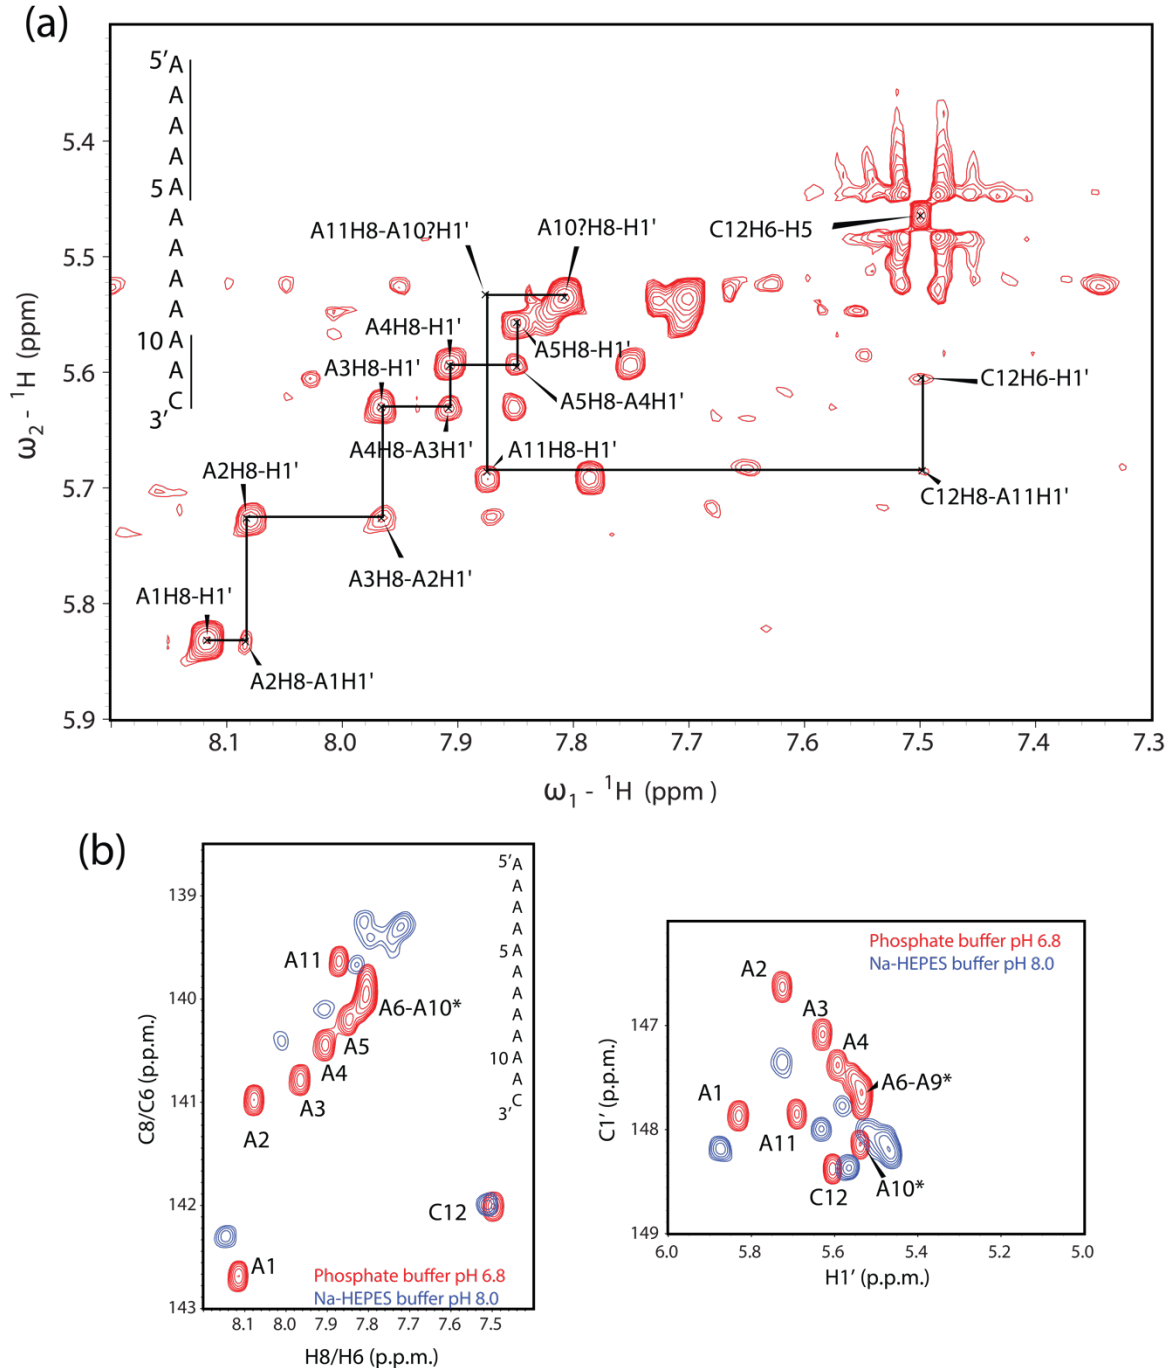 (a)
5'A
A
A
A
5 A
A
A
A
A
10 A
A
C
3'
A11H8-A10?H1'
A10?H8-H1'
C12H6-H5
A4H8-H1'
A3H8-H1'
A5H8-H1'
C12H6-H1'
A5H8-A4H1'
A4H8-A3H1'
A11H8-H1'
A2H8-H1'
C12H8-A11H1'
A3H8-A2H1'
A1H8-H1'
A2H8-A1H1'
5.4
5.5
5.6
5.7
5.8
5.9
ω2 - 1H (ppm)
8.1 8.0 7.9 7.8 7.7 7.6 7.5 7.4 7.3
ω1 - 1H (ppm )
(b)
5'A
A
A
A
5 A
A
A
A
A
10 A
A
3' C
A11
A6-A10*
A5
A4
A3
A2
C12
A1
Phosphate buffer pH 6.8
Na-HEPES buffer pH 8.0
139
140
141
142
143
C8/C6 (p.p.m.)
8.1 8.0 7.9 7.8 7.7 7.6 7.5
H8/H6 (p.p.m.)
Phosphate buffer pH 6.8
Na-HEPES buffer pH 8.0
A2
A3
A4
A6-A9*
A1
A11
C12
A10*
147
148
149
C1' (p.p.m.)
6.0 5.8 5.6 5.4 5.2 5.0
H1' (p.p.m.)